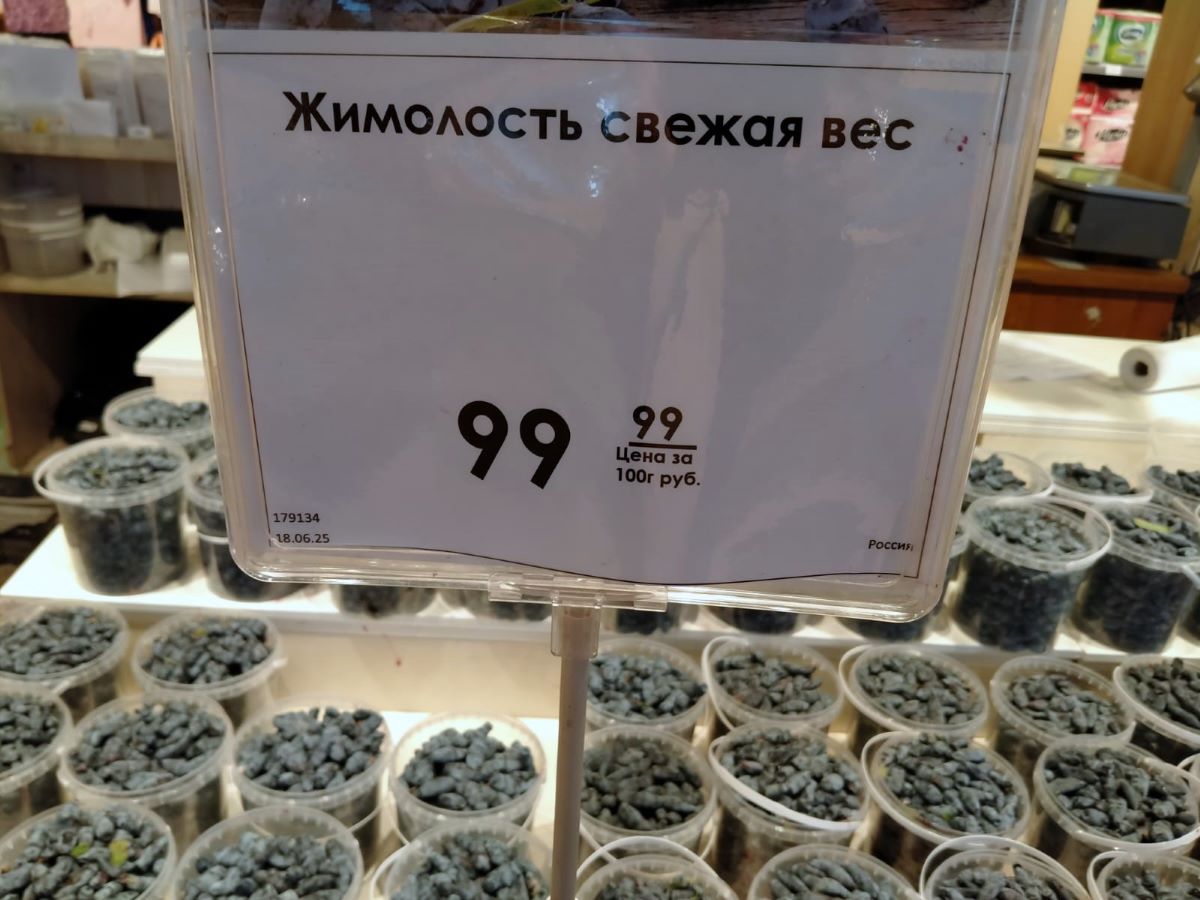 Жимолость свежая вес
99 99
Цена за
100г руб.
179134
18.06.25
Россия